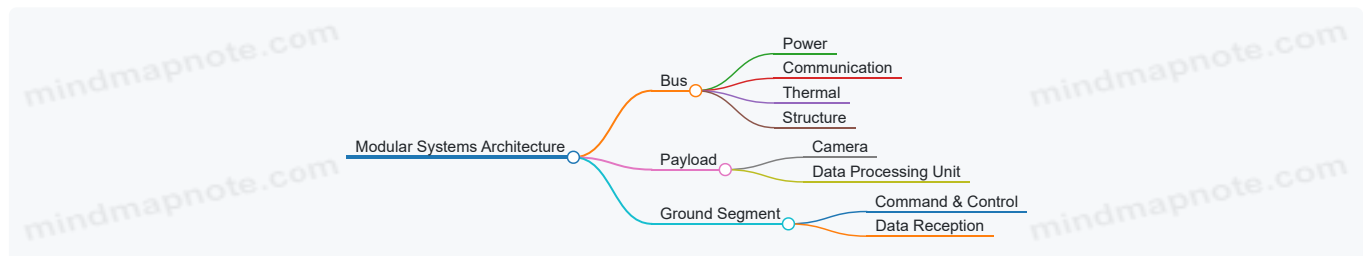 mindmapnote.com
mindmapnote.com
Power
Bus
Communication
Thermal
Structure
Modular Systems Architecture
Camera
Payload
Data Processing Unit
mindmapnote.com
mindmapnote.com
Command & Control
Ground Segment
Data Reception